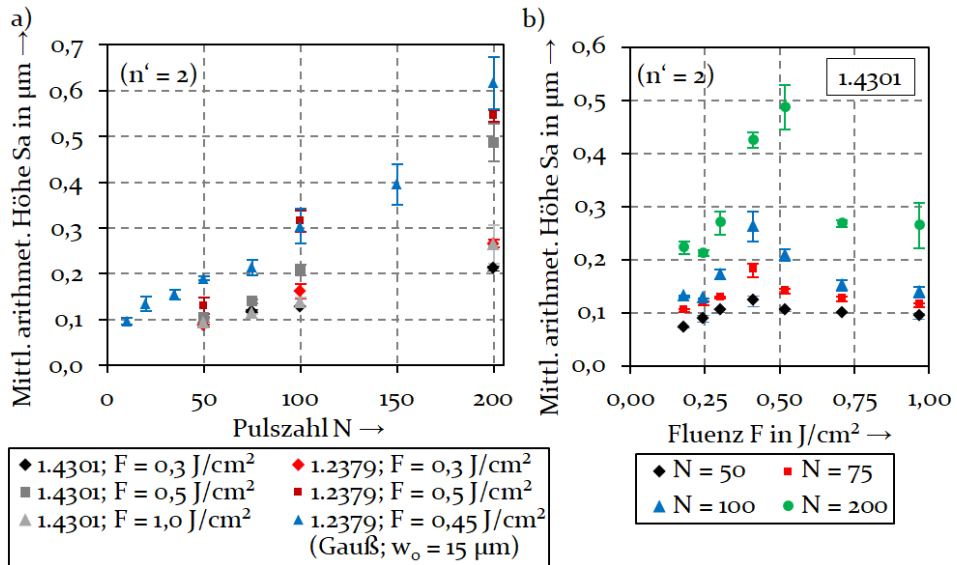 a)
Mittl. arithmet. Höhe Sa in µm →
0,7
0,6
0,5
0,4
0,3
0,2
0,1
0,0
(n‘ = 2)
0
50
100
150
200
Pulszahl N →
◆ 1.4301; F = 0,3 J/cm²
■ 1.4301; F = 0,5 J/cm²
▲ 1.4301; F = 1,0 J/cm²
◆ 1.2379; F = 0,3 J/cm²
■ 1.2379; F = 0,5 J/cm²
▲ 1.2379; F = 0,45 J/cm²
(Gauß; w₀ = 15 µm)
b)
Mittl. arithmet. Höhe Sa in µm →
0,6
0,5
0,4
0,3
0,2
0,1
0,0
(n‘ = 2)
1.4301
0,00
0,25
0,50
0,75
1,00
Fluenz F in J/cm² →
◆ N = 50
■ N = 75
▲ N = 100
● N = 200